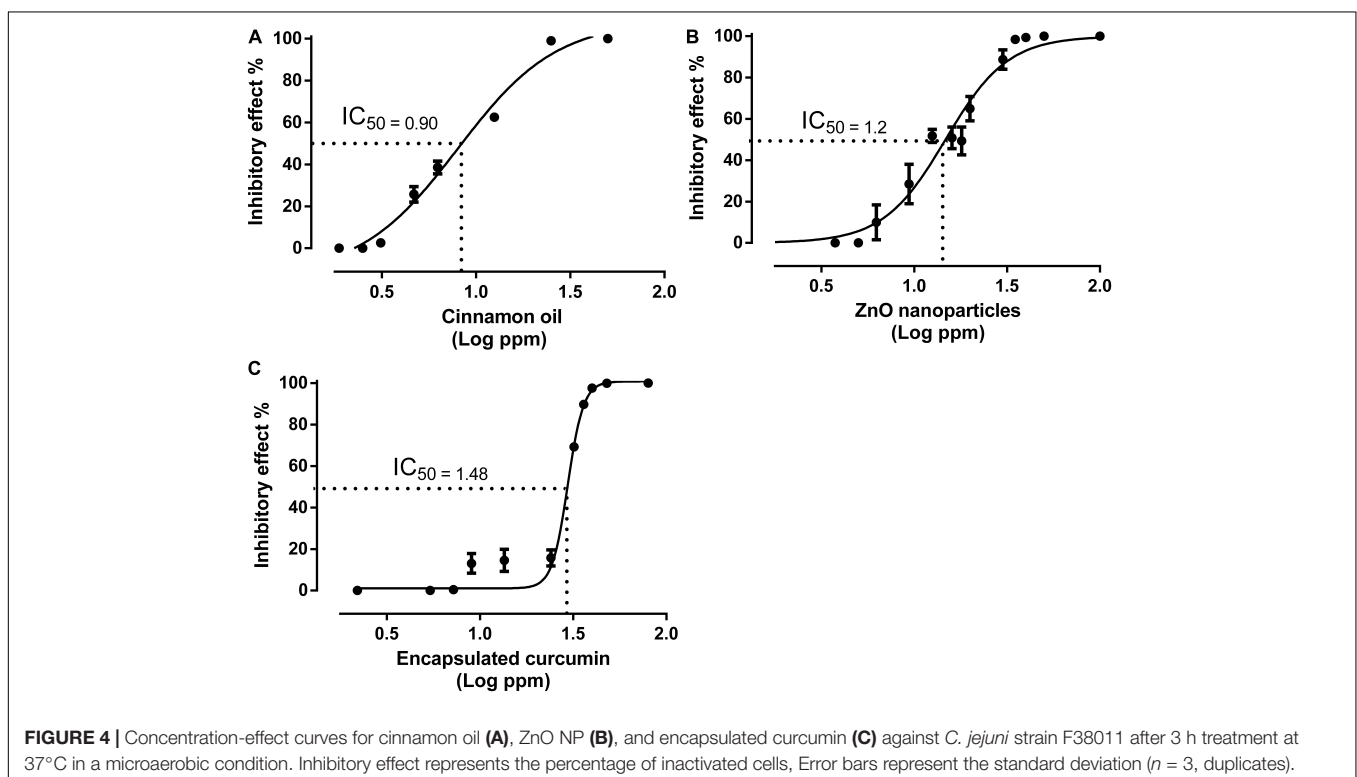 A
100
80
60
40
20
0
Inhibitory effect %
IC50 = 0.90
0.5 1.0 1.5 2.0
Cinnamon oil
(Log ppm)
B
100
80
60
40
20
0
Inhibitory effect %
IC50 = 1.2
0.5 1.0 1.5 2.0
ZnO nanoparticles
(Log ppm)
C
100
80
60
40
20
0
Inhibitory effect %
IC50 = 1.48
0.5 1.0 1.5 2.0
Encapsulated curcumin
(Log ppm)
FIGURE 4 | Concentration-effect curves for cinnamon oil (A), ZnO NP (B), and encapsulated curcumin (C) against C. jejuni strain F38011 after 3 h treatment at
37°C in a microaerobic condition. Inhibitory effect represents the percentage of inactivated cells, Error bars represent the standard deviation (n = 3, duplicates).